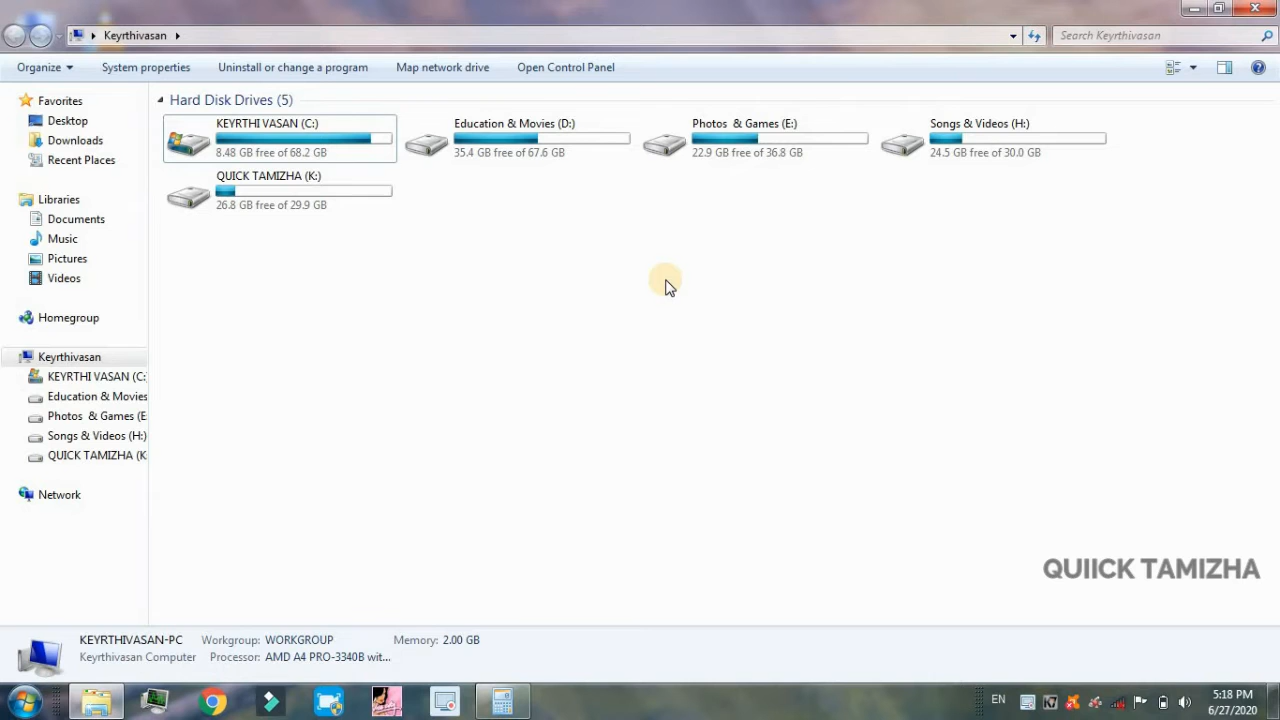 Keyrthivasan
Search Keyrthivasan
Organize
System properties
Uninstall or change a program
Map network drive
Open Control Panel
Favorites
Desktop
Downloads
Recent Places
Libraries
Documents
Music
Pictures
Videos
Homegroup
Keyrthivasan
KEYRTHI VASAN (C:
Education & Movies
Photos & Games (E
Songs & Videos (H:)
QUICK TAMIZHA (K
Network
Hard Disk Drives (5)
KEYRTHI VASAN (C:)
8.48 GB free of 68.2 GB
Education & Movies (D:)
35.4 GB free of 67.6 GB
Photos & Games (E:)
22.9 GB free of 36.8 GB
Songs & Videos (H:)
24.5 GB free of 30.0 GB
QUICK TAMIZHA (K:)
26.8 GB free of 29.9 GB
QUIICK TAMIZHA
KEYRTHIVASAN-PC
Workgroup: WORKGROUP
Memory: 2.00 GB
Keyrthivasan Computer
Processor: AMD A4 PRO-3340B wit...
EN
5:18 PM
6/27/2020